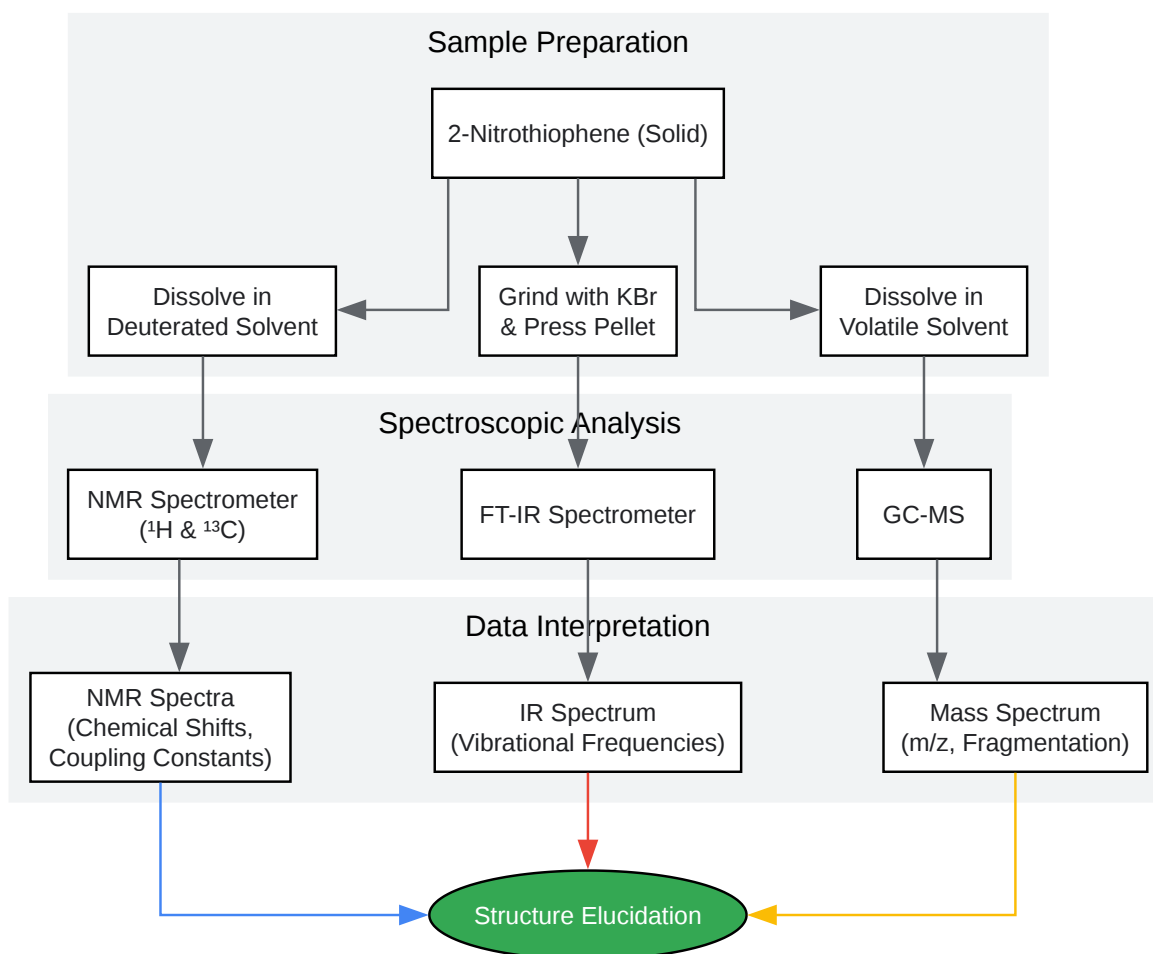 Sample Preparation
2-Nitrothiophene (Solid)
Dissolve in
Deuterated Solvent
Grind with KBr
& Press Pellet
Dissolve in
Volatile Solvent
Spectroscopic Analysis
NMR Spectrometer
(¹H & ¹³C)
FT-IR Spectrometer
GC-MS
Data Interpretation
NMR Spectra
(Chemical Shifts,
Coupling Constants)
IR Spectrum
(Vibrational Frequencies)
Mass Spectrum
(m/z, Fragmentation)
Structure Elucidation